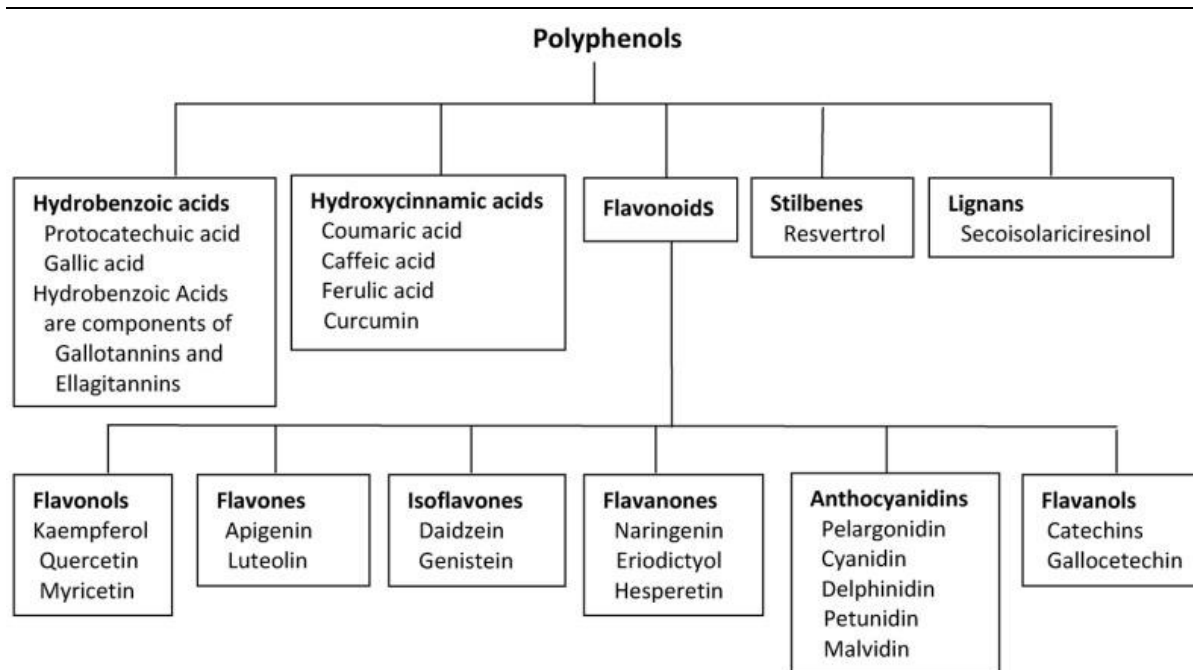 Polyphenols
Hydrobenzoic acids
Protocatechuic acid
Gallic acid
Hydrobenzoic Acids
are components of
Gallotannins and
Ellagitannins
Hydroxycinnamic acids
Coumaric acid
Caffeic acid
Ferulic acid
Curcumin
Flavonoids
Stilbenes
Resvertrol
Lignans
Secoisolariciresinol
Flavonols
Kaempferol
Quercetin
Myricetin
Flavones
Apigenin
Luteolin
Isoflavones
Daidzein
Genistein
Flavanones
Naringenin
Eriodictyol
Hesperetin
Anthocyanidins
Pelargonidin
Cyanidin
Delphinidin
Petunidin
Malvidin
Flavanols
Catechins
Gallocetechin